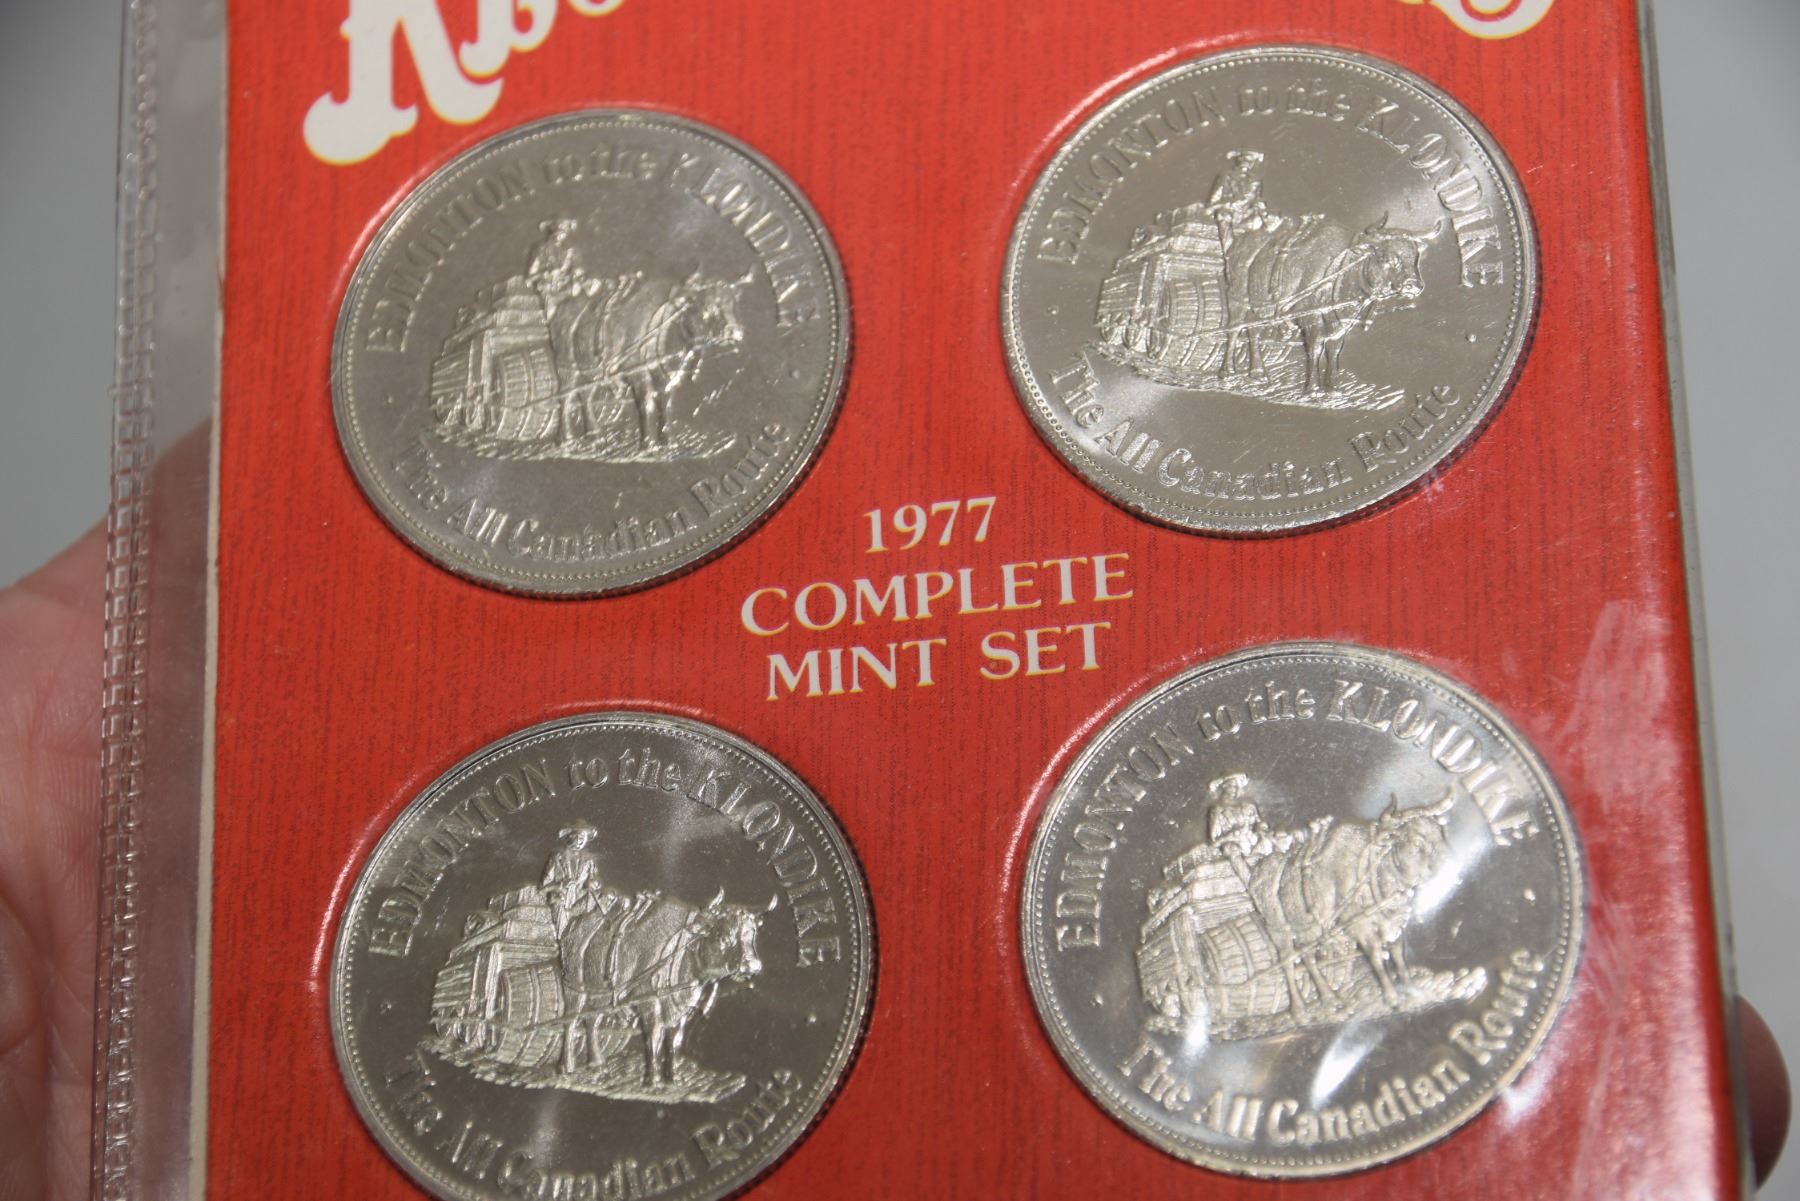 EDMONTON to the KLONDIKE
The All Canadian Route
EDMONTON to the KLONDIKE
The All Canadian Route
1977
COMPLETE
MINT SET
EDMONTON to the KLONDIKE
The All Canadian Route
EDMONTON to the KLONDIKE
The All Canadian Route